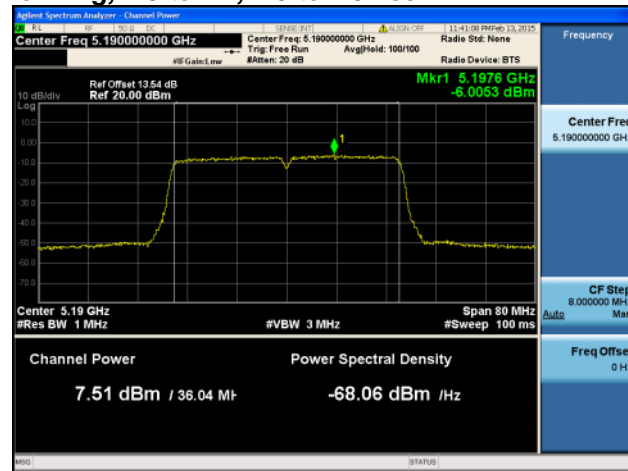 Agilent Spectrum Analyzer - Channel Power
RL RF 50 Ω DC SENSE:INT ALIGN OFF 11:41:08 PM Feb 13, 2015
Center Freq 5.190000000 GHz Center Freq: 5.190000000 GHz Radio Std: None Frequency
Trig: Free Run Avg|Hold: 100/100
#IFGain:Low #Atten: 20 dB Radio Device: BTS
Ref Offset 13.54 dB Mkr1 5.1976 GHz
10 dB/div Ref 20.00 dBm -6.0053 dBm
Log
10.0
0.00
-10.0
-20.0
-30.0
-40.0
-50.0
-60.0
-70.0
1
Center Freq
5.190000000 GH
Center 5.19 GHz Span 80 MHz
#Res BW 1 MHz #VBW 3 MHz #Sweep 100 ms
CF Step
8.000000 MH
Auto Man
Channel Power Power Spectral Density
7.51 dBm / 36.04 MH -68.06 dBm /Hz
Freq Offse
0 H
MSG STATUS